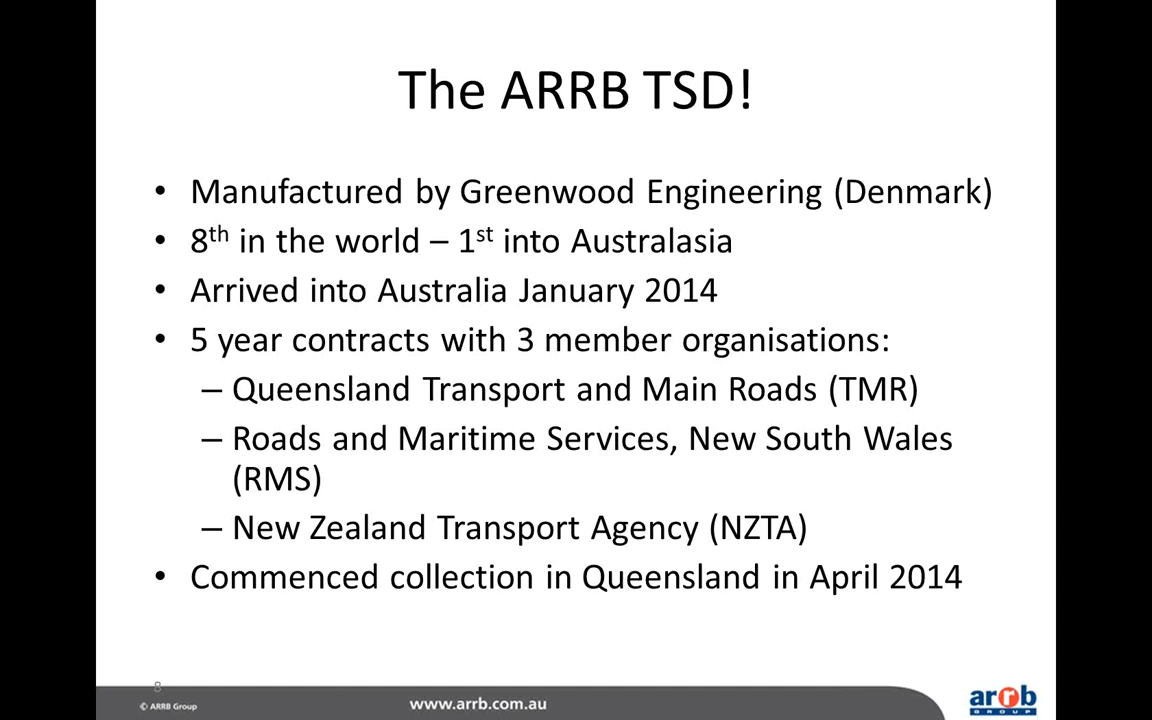 The ARRB TSD!
• Manufactured by Greenwood Engineering (Denmark)
• 8th in the world – 1st into Australasia
• Arrived into Australia January 2014
• 5 year contracts with 3 member organisations:
– Queensland Transport and Main Roads (TMR)
– Roads and Maritime Services, New South Wales
(RMS)
– New Zealand Transport Agency (NZTA)
• Commenced collection in Queensland in April 2014
8
© ARRB Group
www.arrb.com.au
arrb
GROUP